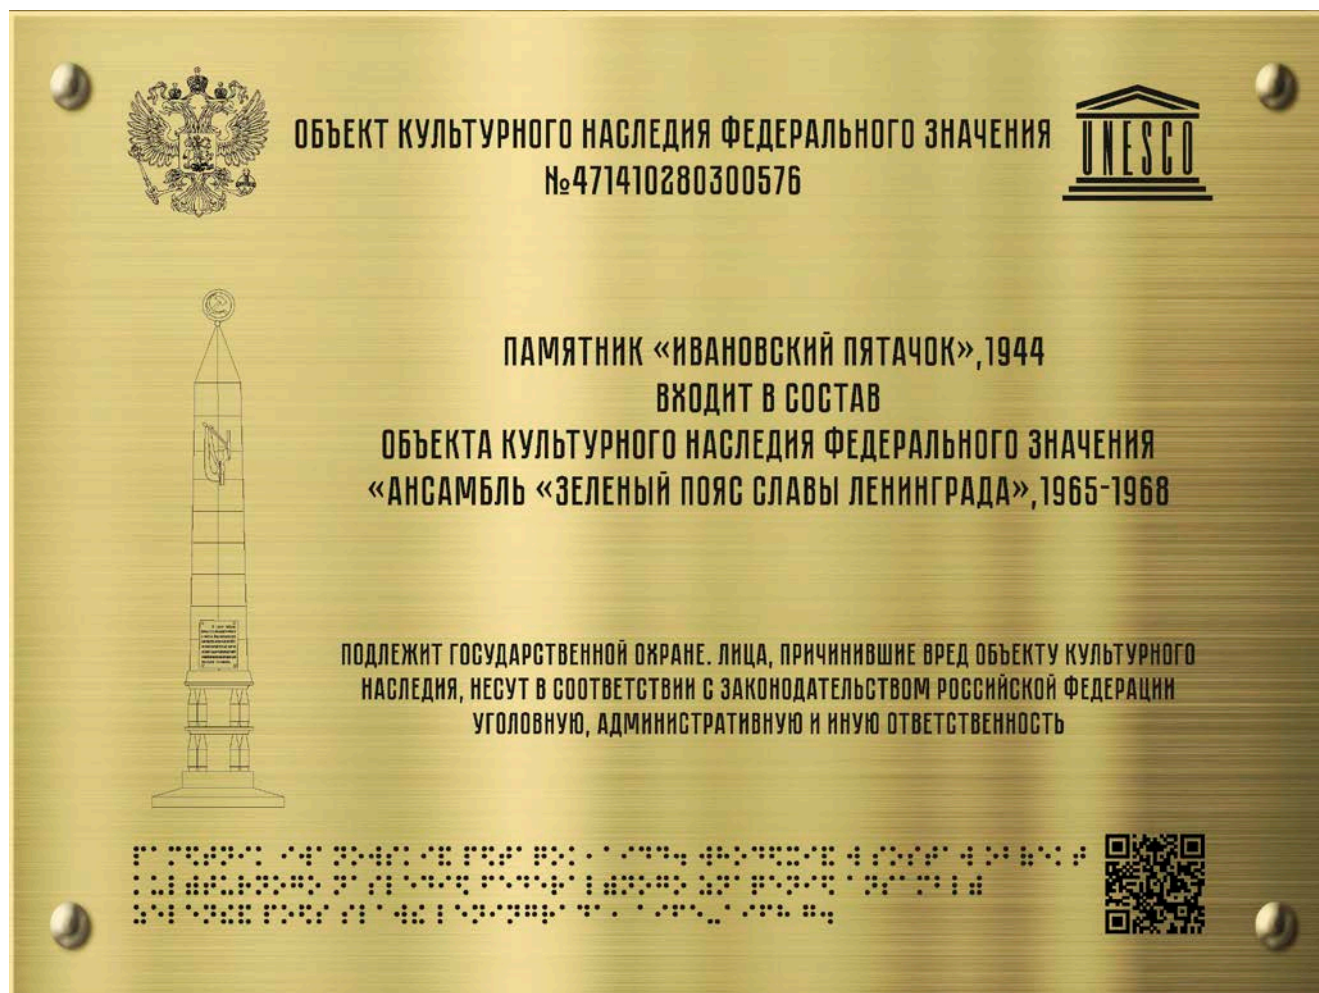 ОБЪЕКТ КУЛЬТУРНОГО НАСЛЕДИЯ ФЕДЕРАЛЬНОГО ЗНАЧЕНИЯ
№471410280300576
UNESCO
ПАМЯТНИК «ИВАНОВСКИЙ ПЯТАЧОК»,1944
ВХОДИТ В СОСТАВ
ОБЪЕКТА КУЛЬТУРНОГО НАСЛЕДИЯ ФЕДЕРАЛЬНОГО ЗНАЧЕНИЯ
«АНСАМБЛЬ «ЗЕЛЕНЫЙ ПОЯС СЛАВЫ ЛЕНИНГРАДА»,1965-1968
ПОДЛЕЖИТ ГОСУДАРСТВЕННОЙ ОХРАНЕ. ЛИЦА, ПРИЧИНИВШИЕ ВРЕД ОБЪЕКТУ КУЛЬТУРНОГО
НАСЛЕДИЯ, НЕСУТ В СООТВЕТСТВИИ С ЗАКОНОДАТЕЛЬСТВОМ РОССИЙСКОЙ ФЕДЕРАЦИИ
УГОЛОВНУЮ, АДМИНИСТРАТИВНУЮ И ИНУЮ ОТВЕТСТВЕННОСТЬ